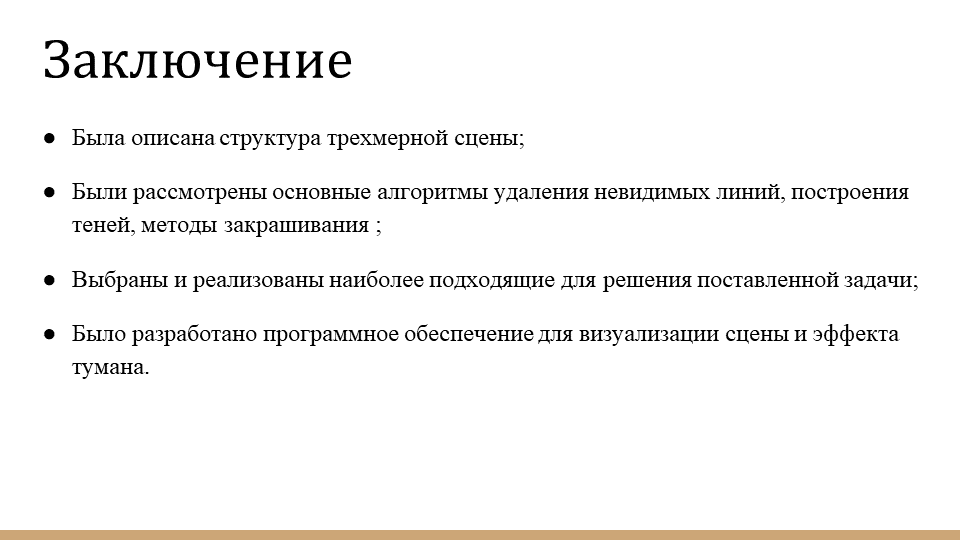 Заключение
● Была описана структура трехмерной сцены;
● Были рассмотрены основные алгоритмы удаления невидимых линий, построения
теней, методы закрашивания ;
● Выбраны и реализованы наиболее подходящие для решения поставленной задачи;
● Было разработано программное обеспечение для визуализации сцены и эффекта
тумана.